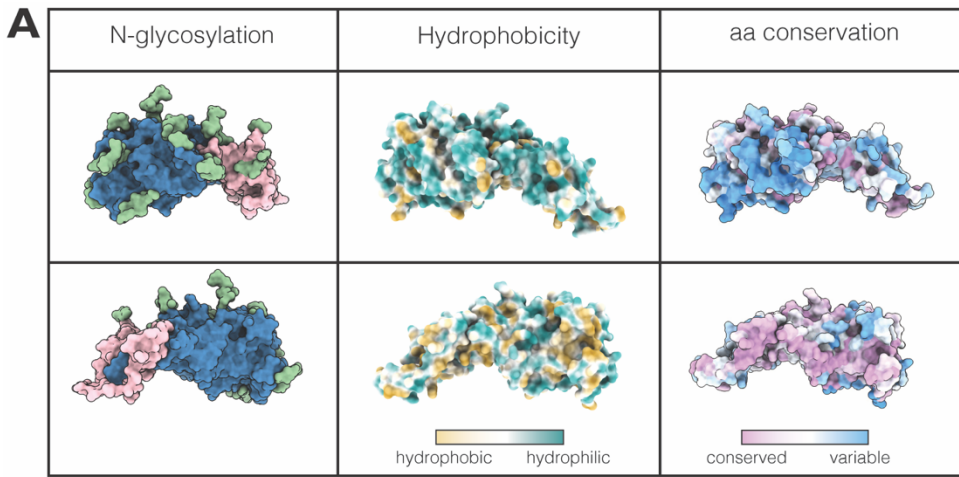 A
N-glycosylation
Hydrophobicity
aa conservation
hydrophobic
hydrophilic
conserved
variable